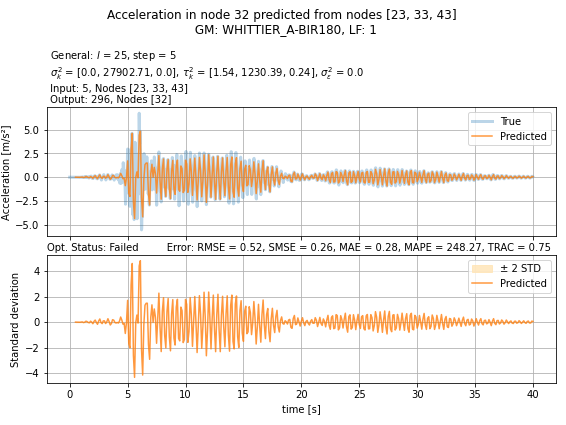 Acceleration in node 32 predicted from nodes [23, 33, 43]
GM: WHITTIER_A-BIR180, LF: 1
General: l = 25, step = 5
σ²ₖ = [0.0, 27902.71, 0.0], τ²ₖ = [1.54, 1230.39, 0.24], σ²ε = 0.0
Input: 5, Nodes [23, 33, 43]
Output: 296, Nodes [32]
Acceleration [m/s²]
5.0
2.5
0.0
−2.5
−5.0
True
Predicted
Opt. Status: Failed Error: RMSE = 0.52, SMSE = 0.26, MAE = 0.28, MAPE = 248.27, TRAC = 0.75
Standard deviation
4
2
0
−2
−4
± 2 STD
Predicted
0 5 10 15 20 25 30 35 40
time [s]